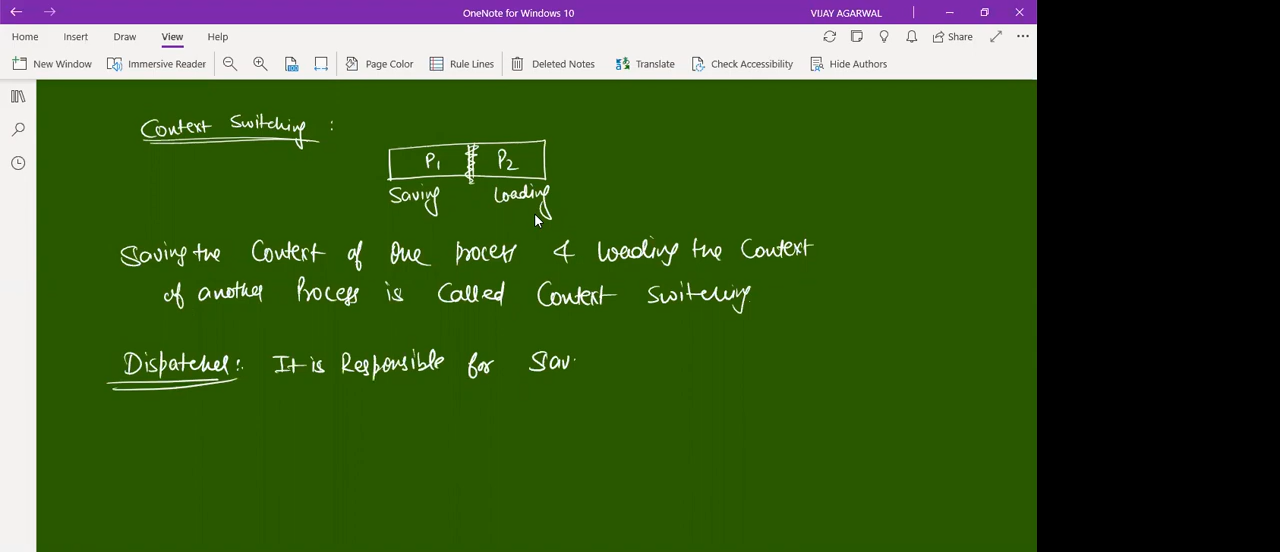 OneNote for Windows 10
VIJAY AGARWAL
Home Insert Draw View Help
Share
New Window Immersive Reader Page Color Rule Lines Deleted Notes Translate Check Accessibility Hide Authors
Context Switching :
P1 P2
Saving Loading
Saving the Context of One process & loading the Context
of another Process is Called Context Switching
Dispatcher: It is Responsible for Sav